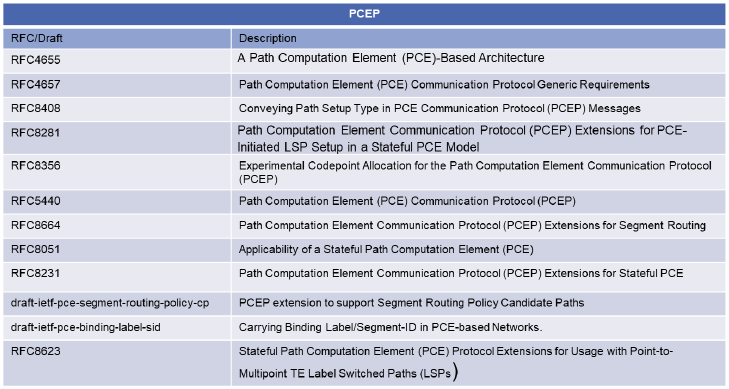 PCEP
RFC/Draft Description
RFC4655 A Path Computation Element (PCE)-Based Architecture
RFC4657 Path Computation Element (PCE) Communication Protocol Generic Requirements
RFC8408 Conveying Path Setup Type in PCE Communication Protocol (PCEP) Messages
RFC8281 Path Computation Element Communication Protocol (PCEP) Extensions for PCE-
Initiated LSP Setup in a Stateful PCE Model
RFC8356 Experimental Codepoint Allocation for the Path Computation Element Communication Protocol
(PCEP)
RFC5440 Path Computation Element (PCE) Communication Protocol (PCEP)
RFC8664 Path Computation Element Communication Protocol (PCEP) Extensions for Segment Routing
RFC8051 Applicability of a Stateful Path Computation Element (PCE)
RFC8231 Path Computation Element Communication Protocol (PCEP) Extensions for Stateful PCE
draft-ietf-pce-segment-routing-policy-cp PCEP extension to support Segment Routing Policy Candidate Paths
draft-ietf-pce-binding-label-sid Carrying Binding Label/Segment-ID in PCE-based Networks.
RFC8623 Stateful Path Computation Element (PCE) Protocol Extensions for Usage with Point-to-
Multipoint TE Label Switched Paths (LSPs)